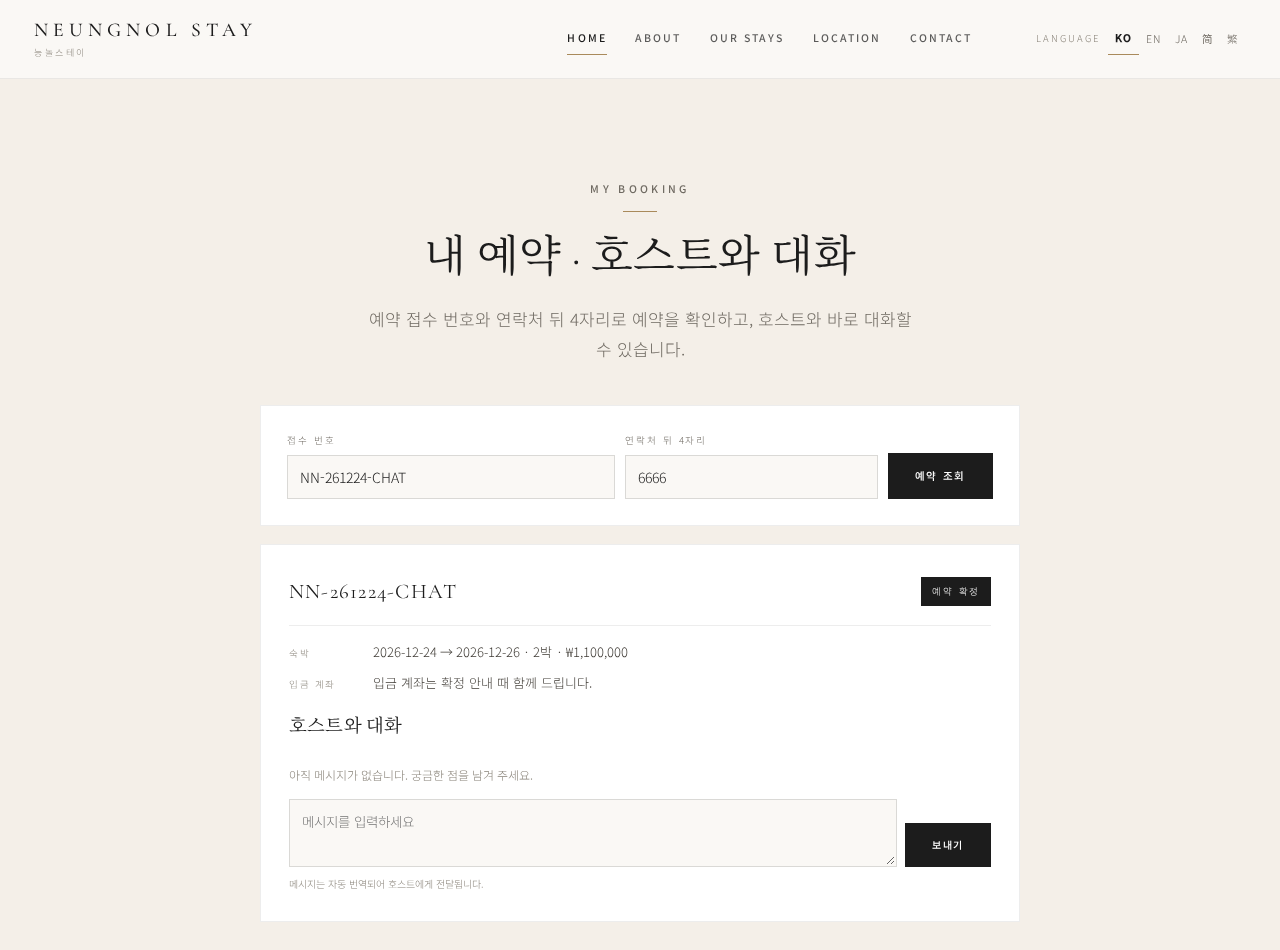 NEUNGNOL STAY
능놀스테이
HOME ABOUT OUR STAYS LOCATION CONTACT LANGUAGE KO EN JA 简 繁
MY BOOKING
내 예약 · 호스트와 대화
예약 접수 번호와 연락처 뒤 4자리로 예약을 확인하고, 호스트와 바로 대화할
수 있습니다.
접수 번호 연락처 뒤 4자리
NN-261224-CHAT 6666 예약 조회
NN-261224-CHAT 예약 확정
숙박 2026-12-24 → 2026-12-26 · 2박 · ₩1,100,000
입금 계좌 입금 계좌는 확정 안내 때 함께 드립니다.
호스트와 대화
아직 메시지가 없습니다. 궁금한 점을 남겨 주세요.
메시지를 입력하세요
보내기
메시지는 자동 번역되어 호스트에게 전달됩니다.